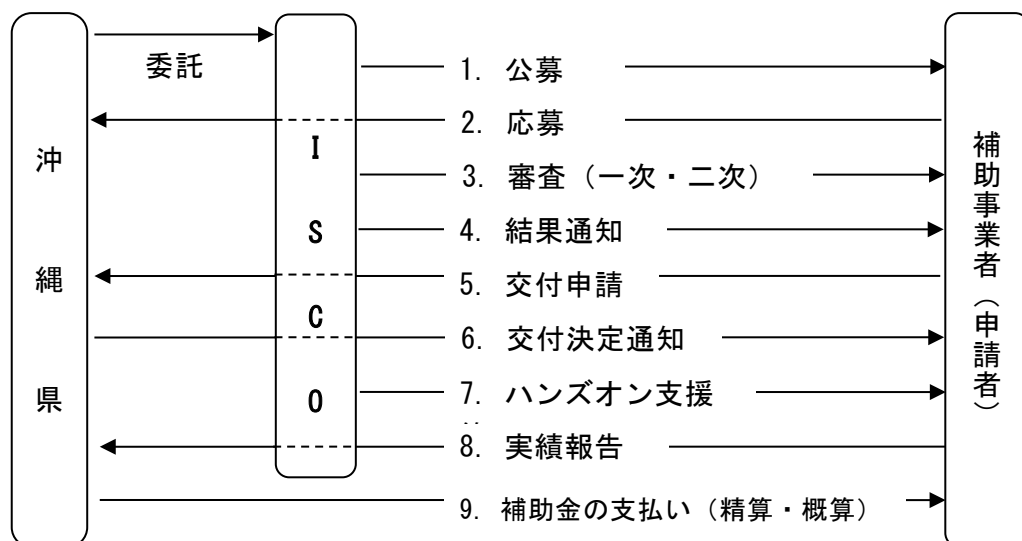 沖縄県
委託
ISCO
1. 公募
2. 応募
3. 審査（一次・二次）
4. 結果通知
5. 交付申請
6. 交付決定通知
7. ハンズオン支援
8. 実績報告
9. 補助金の支払い（精算・概算）
補助事業者（申請者）